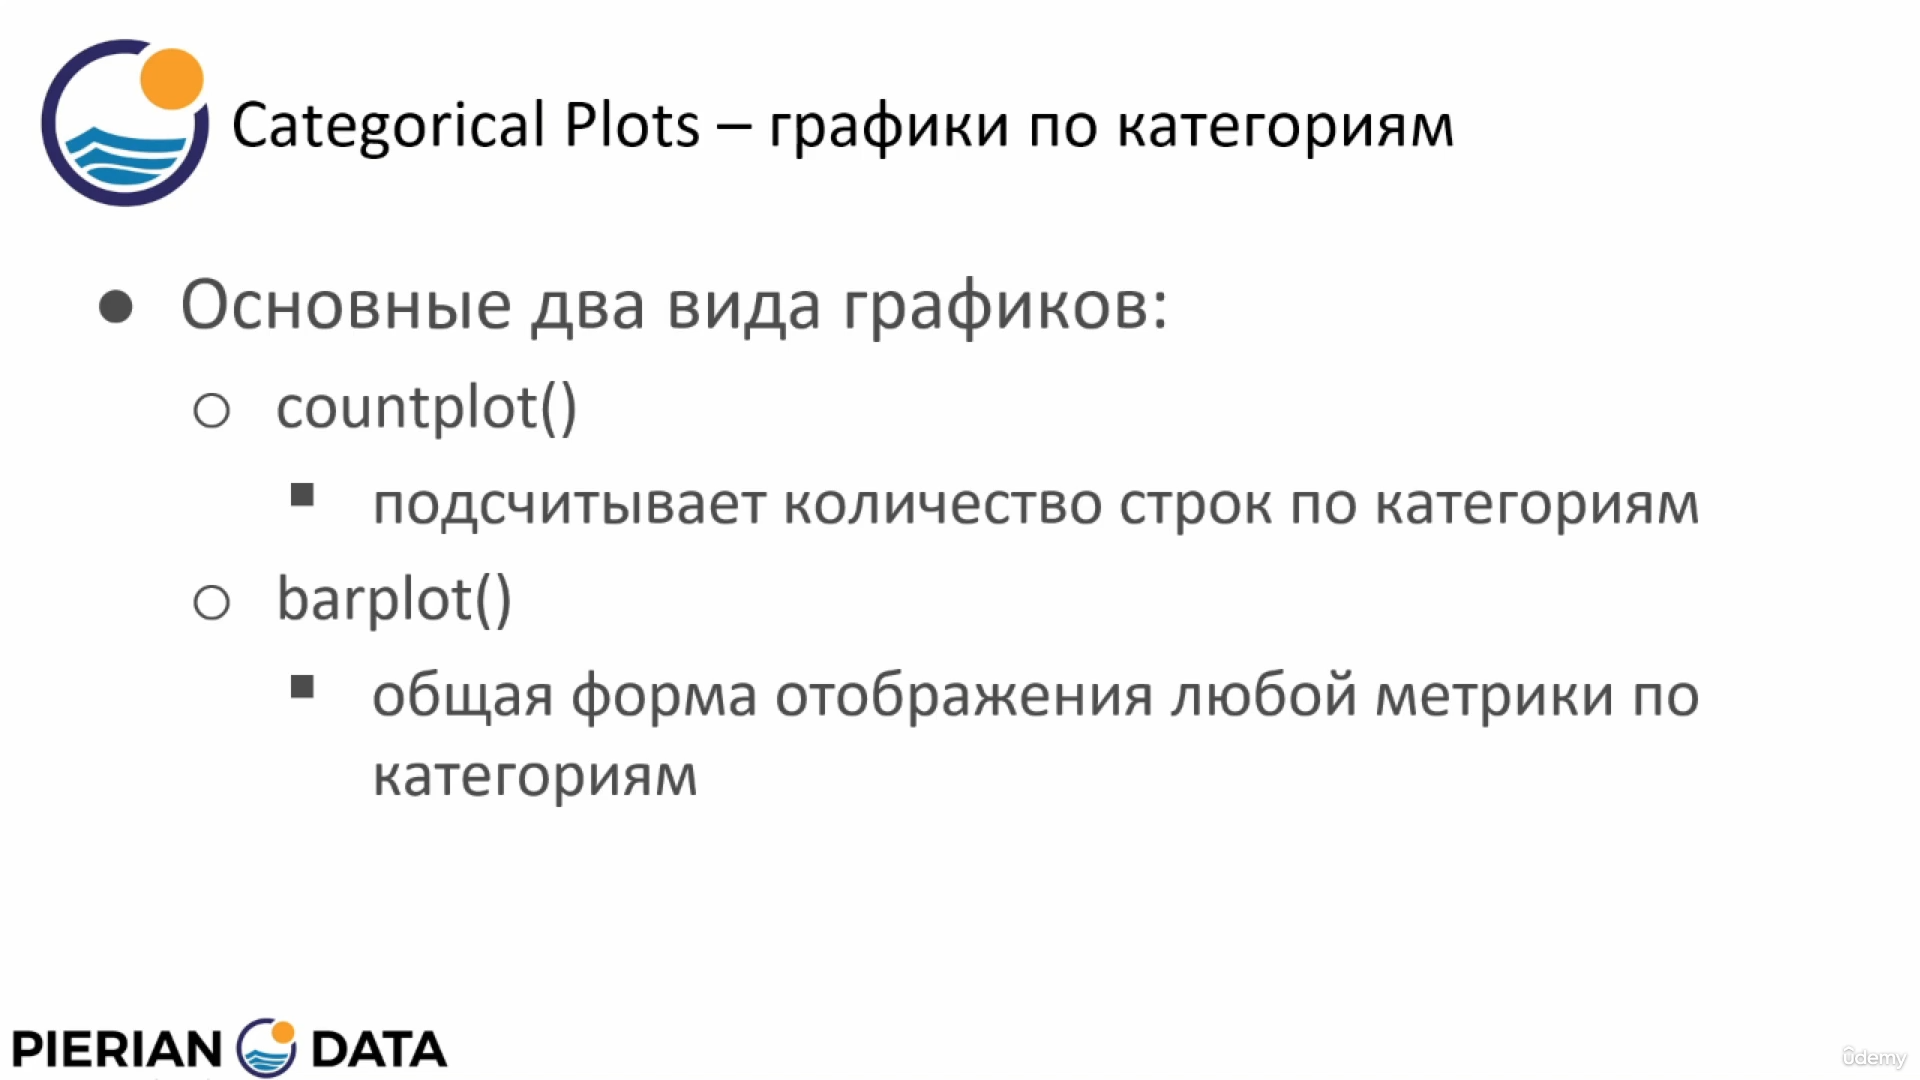 Categorical Plots – графики по категориям
● Основные два вида графиков:
○ countplot()
▪ подсчитывает количество строк по категориям
○ barplot()
▪ общая форма отображения любой метрики по
категориям
PIERIAN DATA
ûdemy